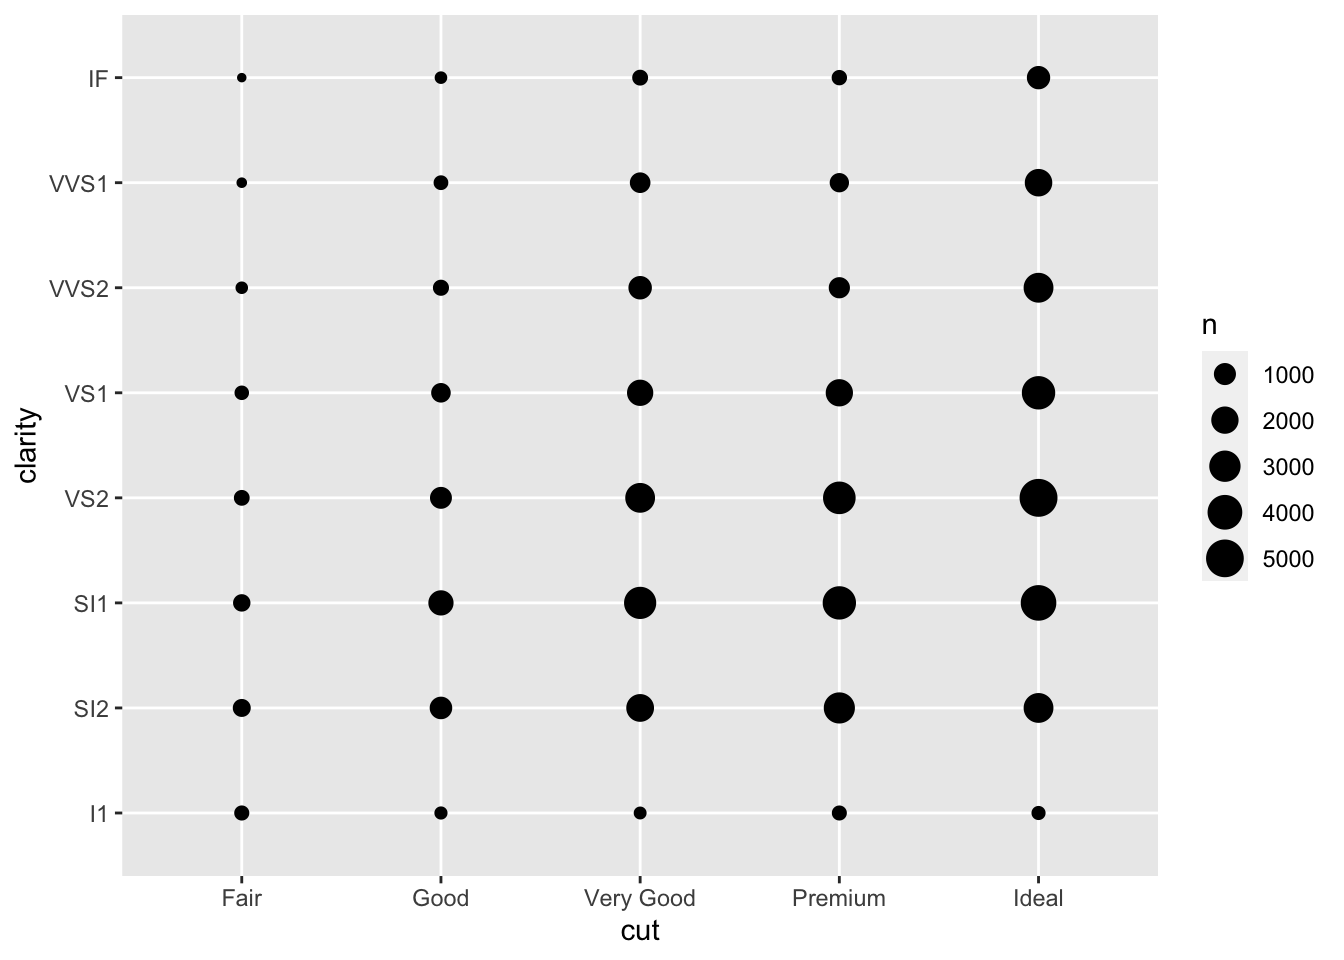 IF
VVS1
VVS2
VS1
VS2
SI1
SI2
I1
clarity
Fair Good Very Good Premium Ideal
cut
n
1000
2000
3000
4000
5000